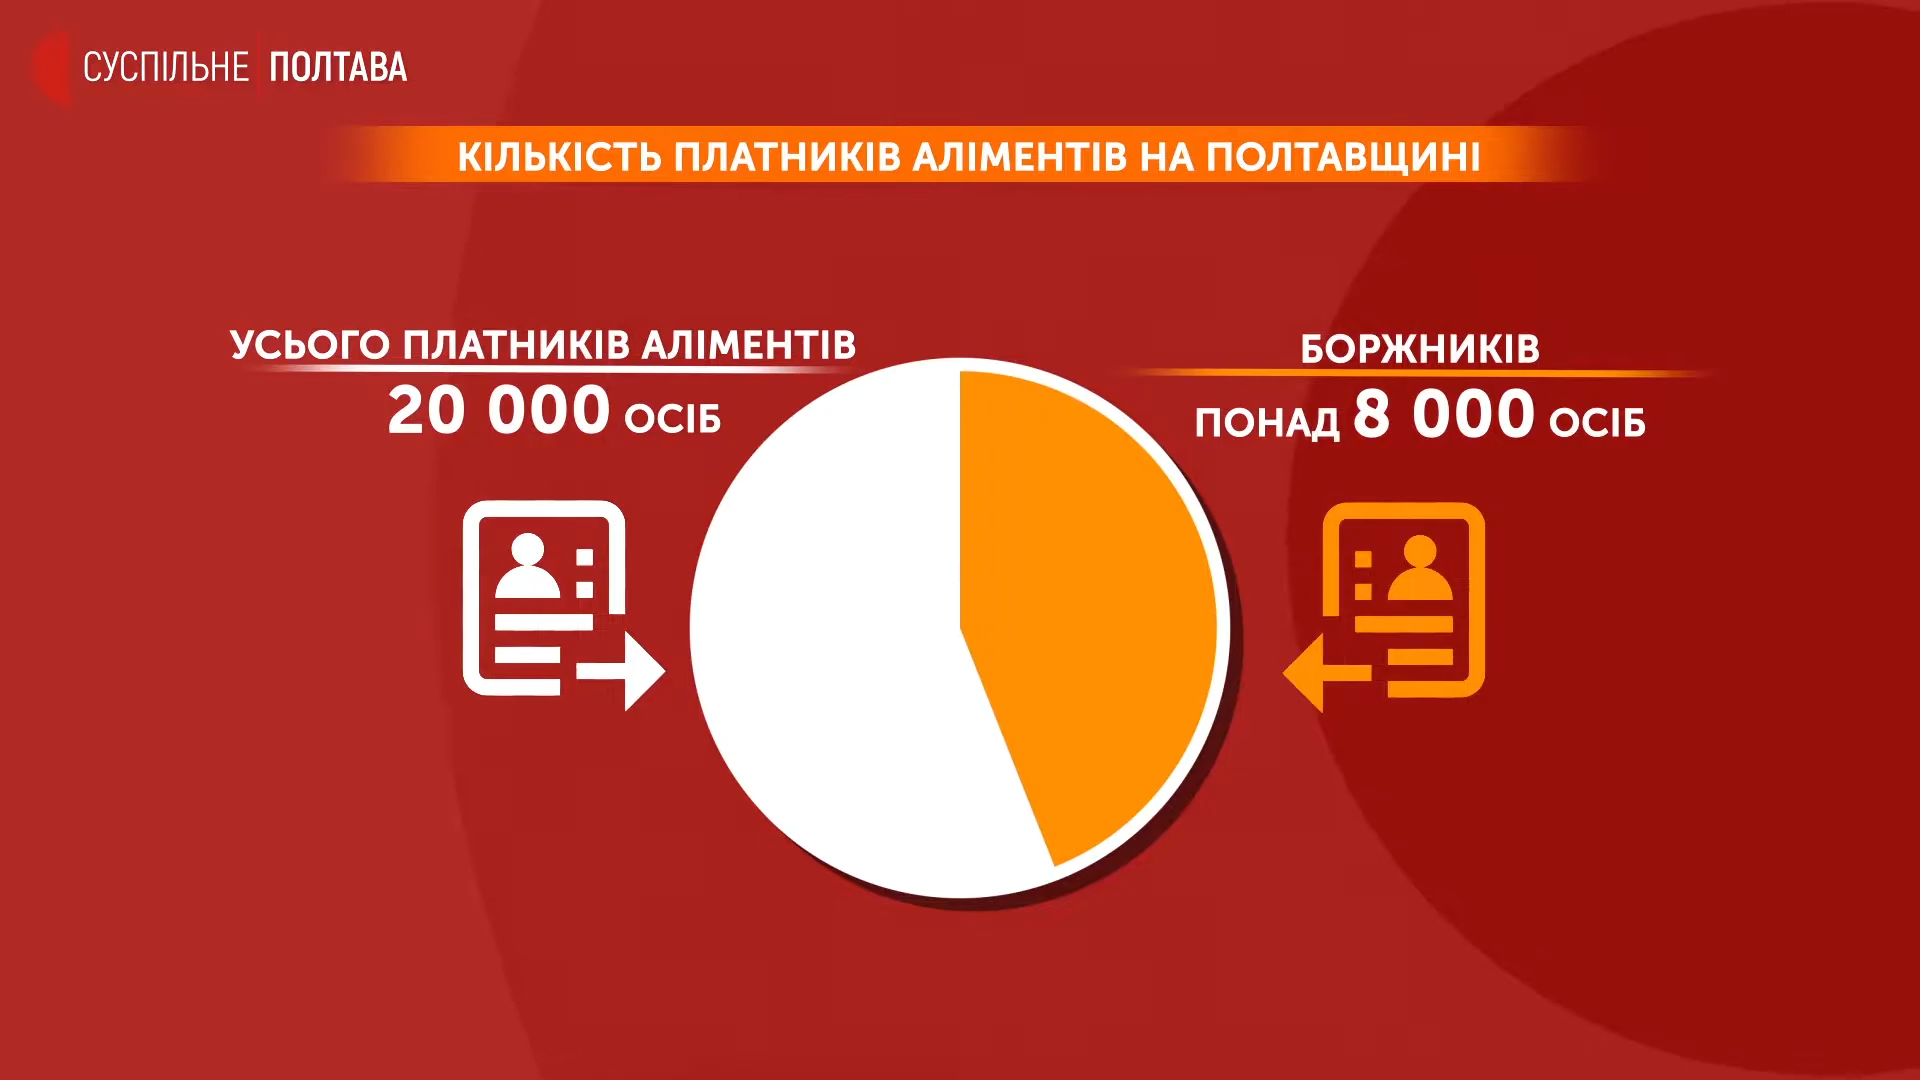 СУСПІЛЬНЕ ПОЛТАВА
КІЛЬКІСТЬ ПЛАТНИКІВ АЛІМЕНТІВ НА ПОЛТАВЩИНІ
УСЬОГО ПЛАТНИКІВ АЛІМЕНТІВ
20 000 ОСІБ
БОРЖНИКІВ
ПОНАД 8 000 ОСІБ